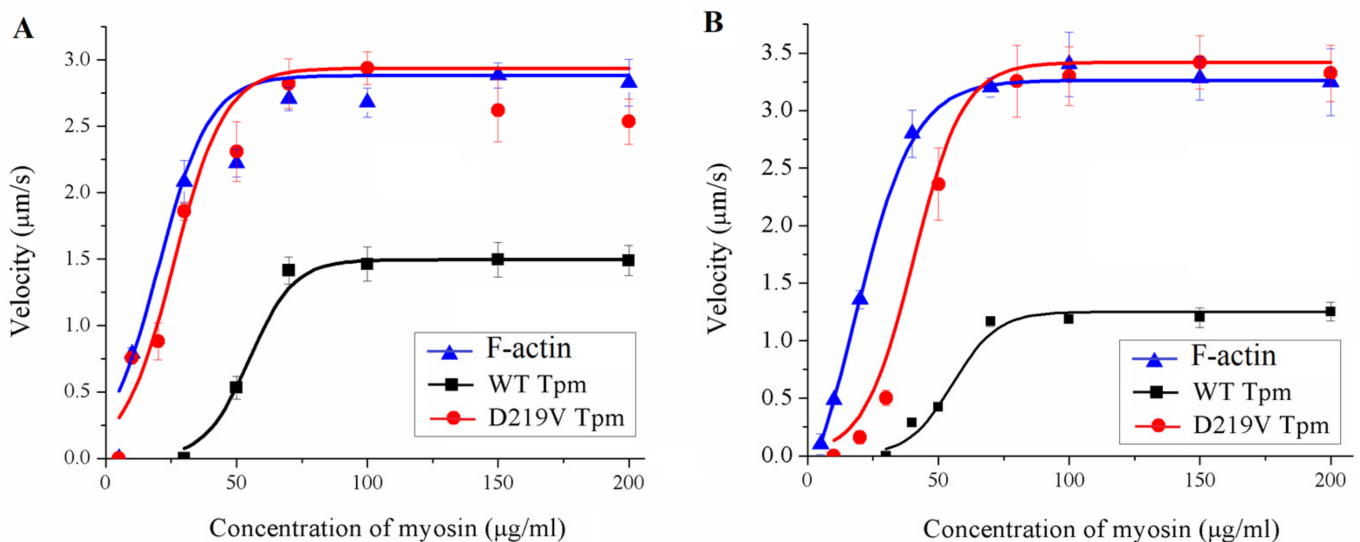 A
Velocity (μm/s)
3.0
2.5
2.0
1.5
1.0
0.5
0.0
0
50
100
150
200
Concentration of myosin (μg/ml)
F-actin
WT Tpm
D219V Tpm
B
Velocity (μm/s)
3.5
3.0
2.5
2.0
1.5
1.0
0.5
0.0
0
50
100
150
200
Concentration of myosin (μg/ml)
F-actin
WT Tpm
D219V Tpm